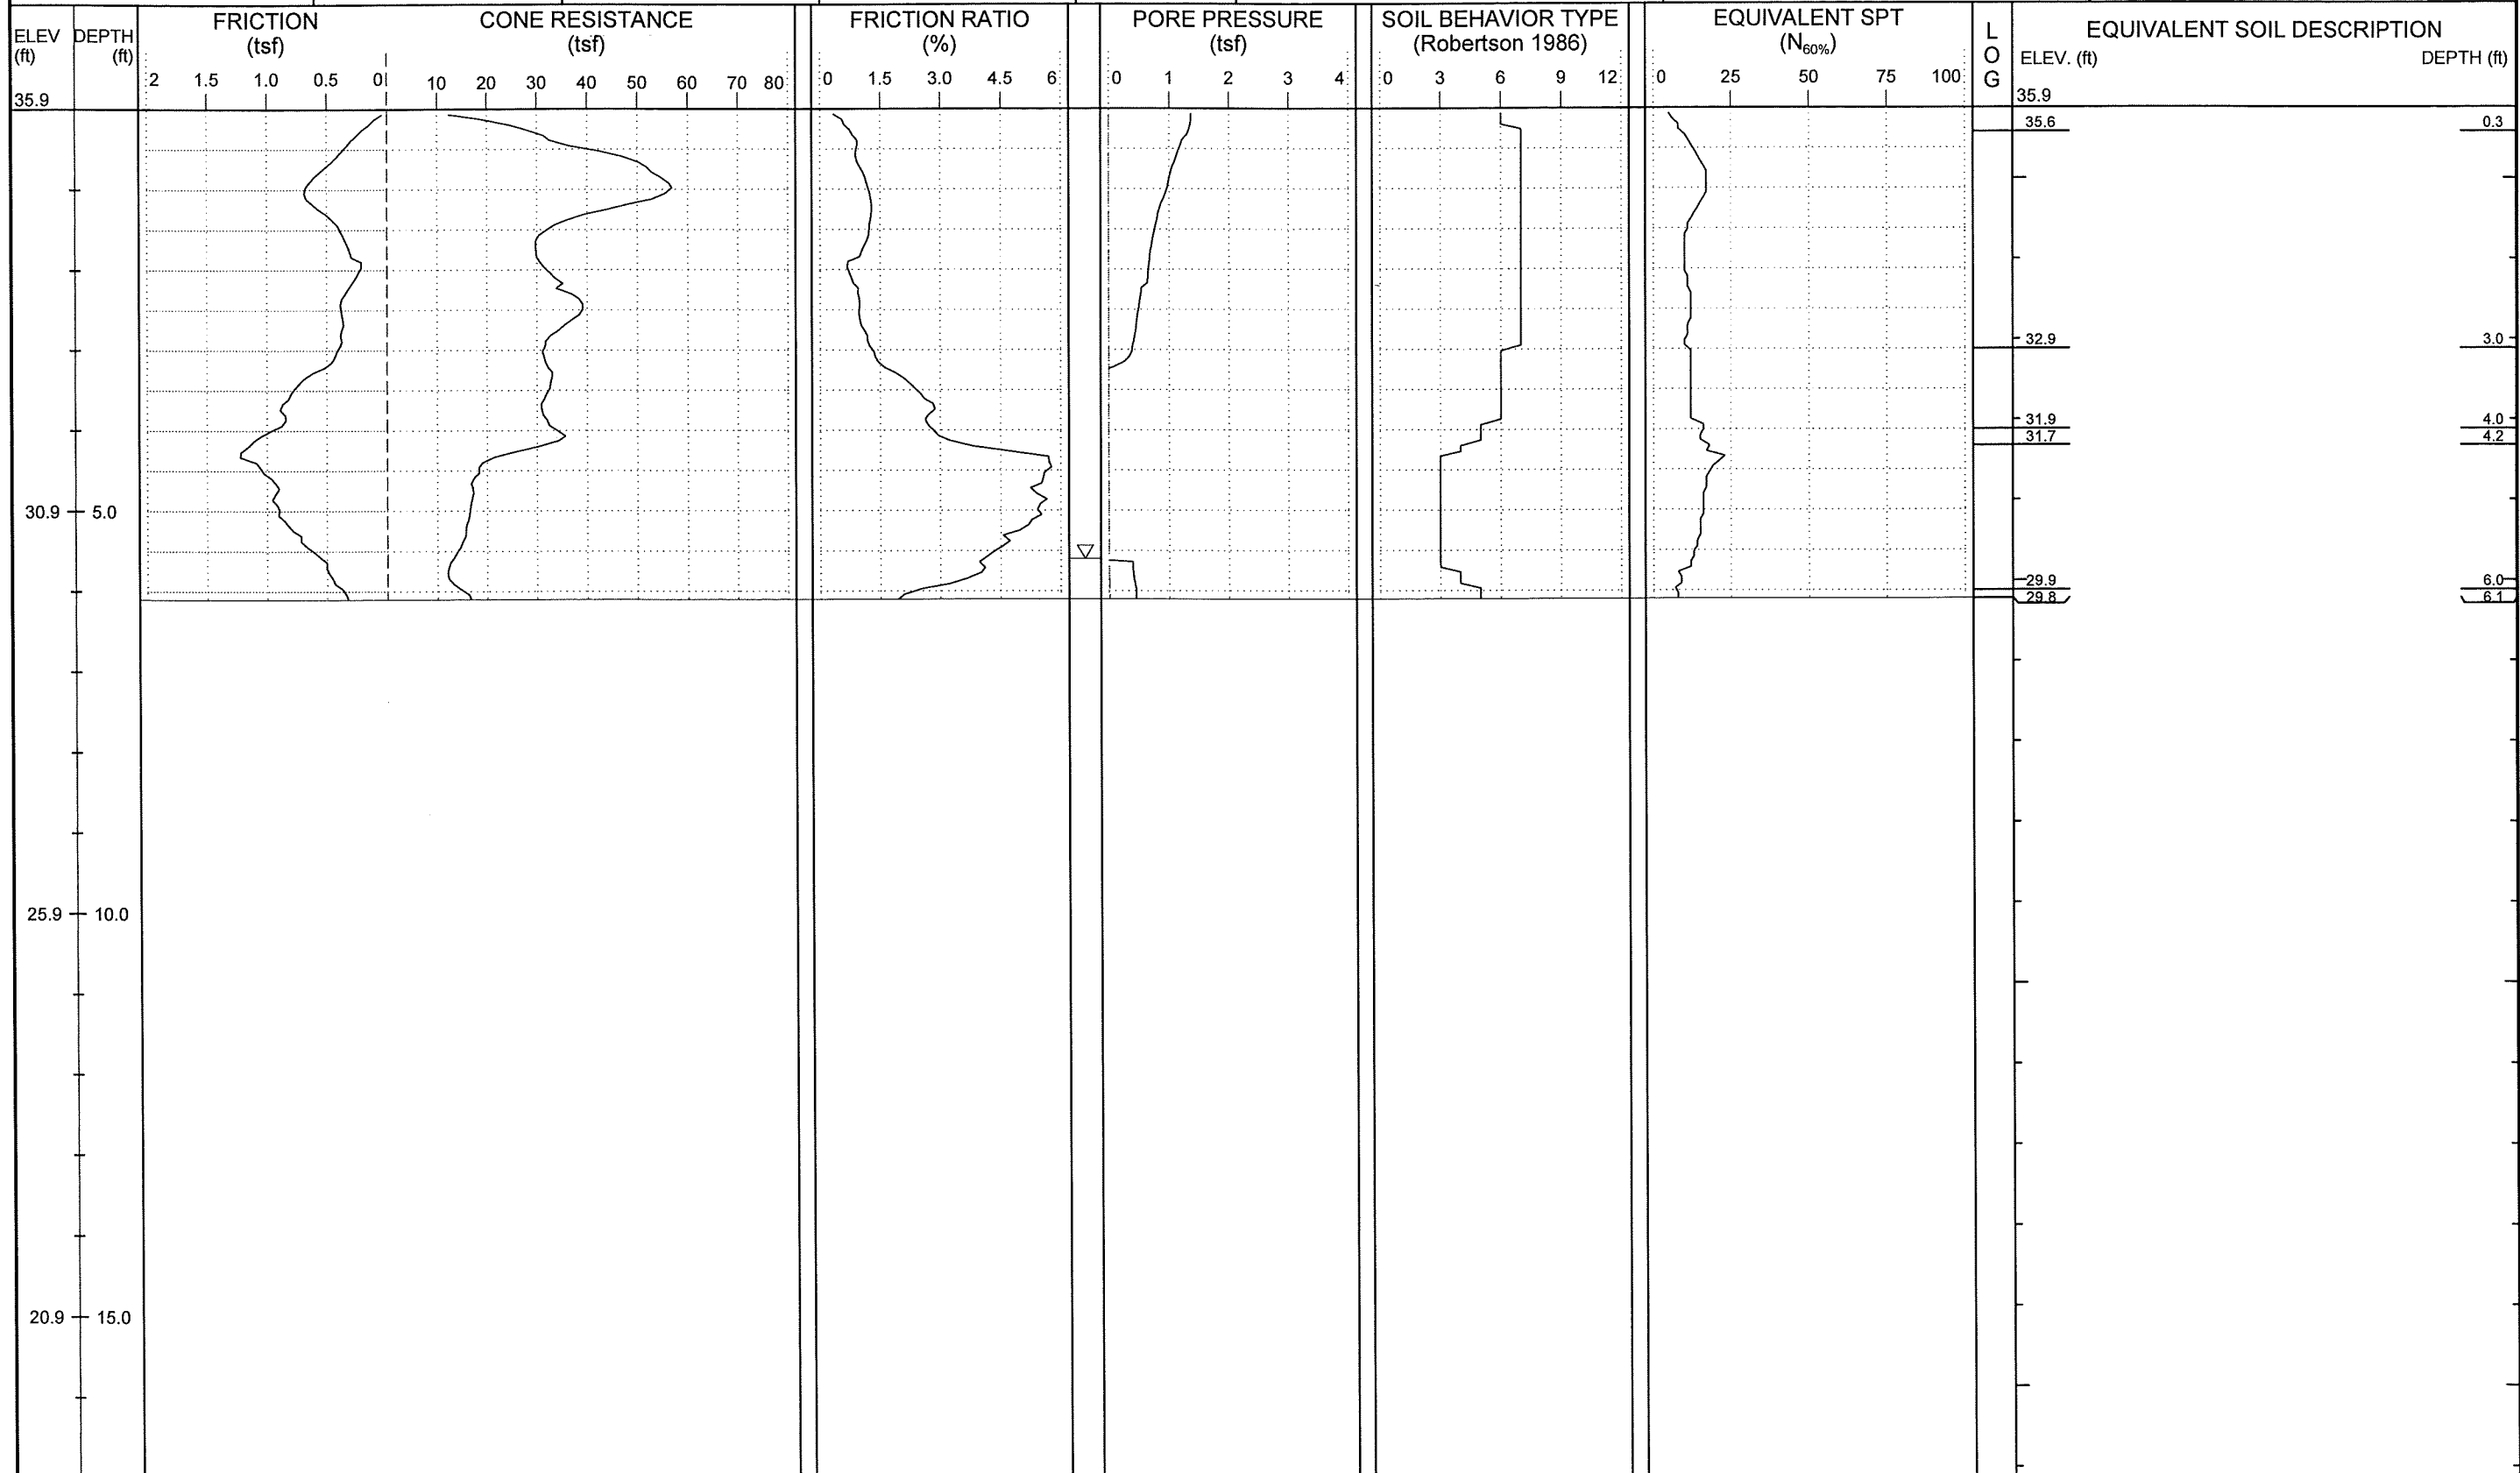 ELEV
(ft)
DEPTH
(ft)
FRICTION
(tsf)
CONE RESISTANCE
(tsf)
FRICTION RATIO
(%)
PORE PRESSURE
(tsf)
SOIL BEHAVIOR TYPE
(Robertson 1986)
EQUIVALENT SPT
(N60%)
L
O
G
EQUIVALENT SOIL DESCRIPTION
ELEV. (ft) DEPTH (ft)
2 1.5 1.0 0.5 0 10 20 30 40 50 60 70 80
0 1.5 3.0 4.5 6
0 1 2 3 4
0 3 6 9 12
0 25 50 75 100
35.9
35.9
35.6 0.3
32.9 3.0
31.9 4.0
31.7 4.2
30.9 5.0
29.9 6.0
29.8 6.1
25.9 10.0
20.9 15.0